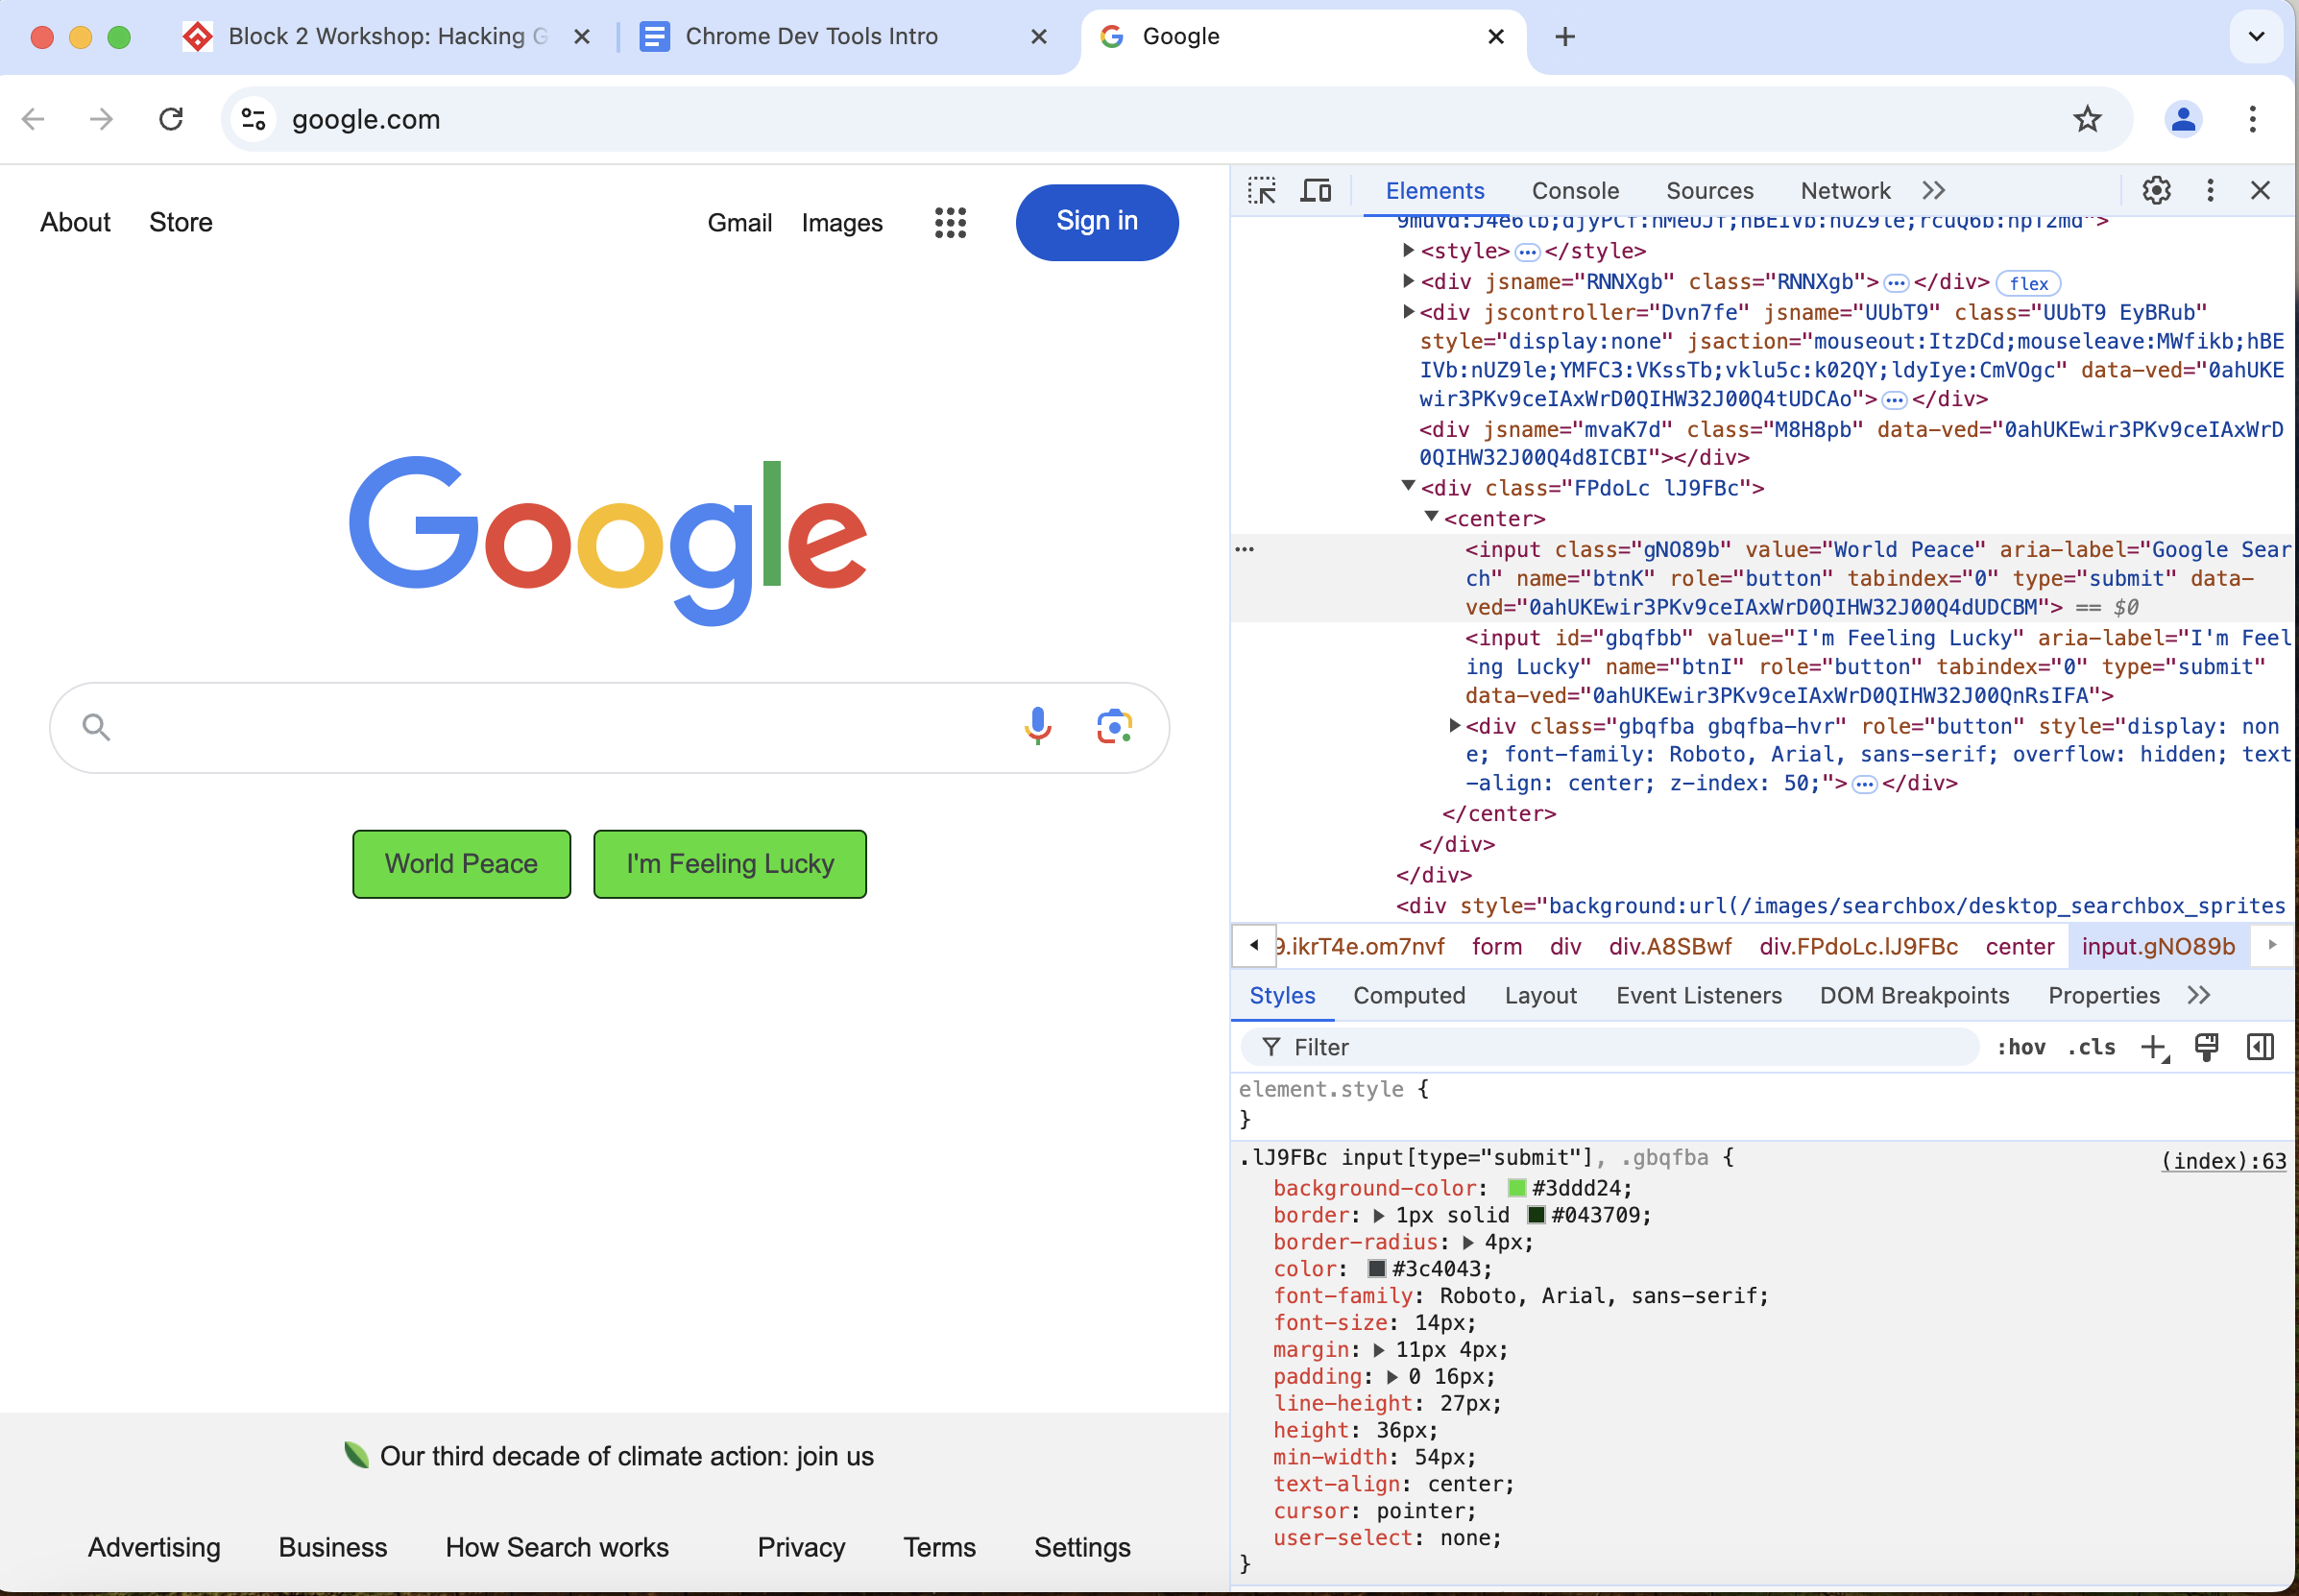 Block 2 Workshop: Hacking G
Chrome Dev Tools Intro
Google
google.com
About
Store
Gmail
Images
Sign in
Google
World Peace
I'm Feeling Lucky
Our third decade of climate action: join us
Advertising
Business
How Search works
Privacy
Terms
Settings
Elements
Console
Sources
Network
9muVd:J4e6lb;djyPCf:hMeUJf;hBEIVb:nUZ9le;rcuQ6b:npT2md">
<style>…</style>
<div jsname="RNNXgb" class="RNNXgb">…</div> flex
<div jscontroller="Dvn7fe" jsname="UUbT9" class="UUbT9 EyBRub"
style="display:none" jsaction="mouseout:ItzDCd;mouseleave:MWfikb;hBE
IVb:nUZ9le;YMFC3:VKssTb;vklu5c:k02QY;ldyIye:CmVOgc" data-ved="0ahUKE
wir3PKv9ceIAxWrD0QIHW32J00Q4tUDCAo">…</div>
<div jsname="mvaK7d" class="M8H8pb" data-ved="0ahUKEwir3PKv9ceIAxWrD
0QIHW32J00Q4d8ICBI"></div>
<div class="FPdoLc lJ9FBc">
<center>
<input class="gNO89b" value="World Peace" aria-label="Google Sear
ch" name="btnK" role="button" tabindex="0" type="submit" data-
ved="0ahUKEwir3PKv9ceIAxWrD0QIHW32J00Q4dUDCBM"> == $0
<input id="gbqfbb" value="I'm Feeling Lucky" aria-label="I'm Feel
ing Lucky" name="btnI" role="button" tabindex="0" type="submit"
data-ved="0ahUKEwir3PKv9ceIAxWrD0QIHW32J00QnRsIFA">
<div class="gbqfba gbqfba-hvr" role="button" style="display: non
e; font-family: Roboto, Arial, sans-serif; overflow: hidden; text
-align: center; z-index: 50;">…</div>
</center>
</div>
</div>
<div style="background:url(/images/searchbox/desktop_searchbox_sprites
9.ikrT4e.om7nvf form div div.A8SBwf div.FPdoLc.lJ9FBc center input.gNO89b
Styles
Computed
Layout
Event Listeners
DOM Breakpoints
Properties
Filter
:hov .cls
element.style {
}
.lJ9FBc input[type="submit"], .gbqfba {
(index):63
background-color: #3ddd24;
border: 1px solid #043709;
border-radius: 4px;
color: #3c4043;
font-family: Roboto, Arial, sans-serif;
font-size: 14px;
margin: 11px 4px;
padding: 0 16px;
line-height: 27px;
height: 36px;
min-width: 54px;
text-align: center;
cursor: pointer;
user-select: none;
}